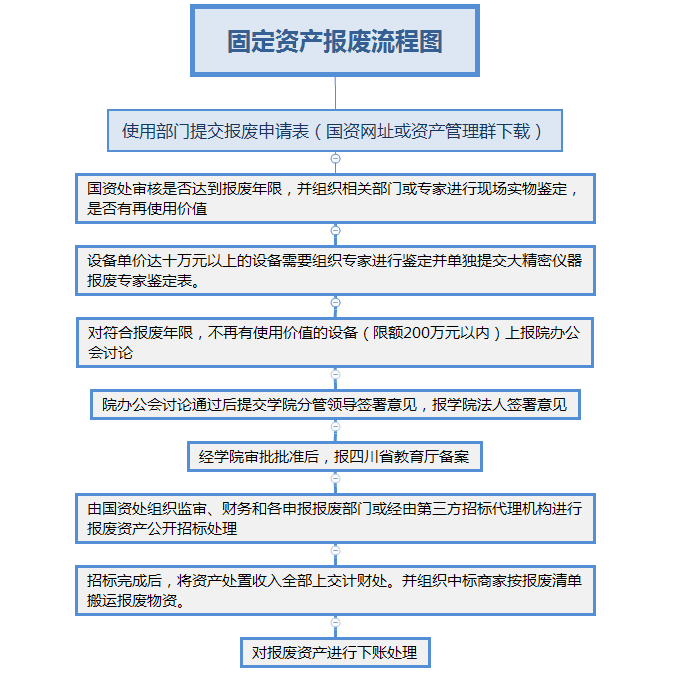 固定资产报废流程图
使用部门提交报废申请表（国资网址或资产管理群下载）
国资处审核是否达到报废年限，并组织相关部门或专家进行现场实物鉴定，
是否有再使用价值
设备单价达十万元以上的设备需要组织专家进行鉴定并单独提交大精密仪器
报废专家鉴定表。
对符合报废年限，不再有使用价值的设备（限额200万元以内）上报院办公
会讨论
院办公会讨论通过后提交学院分管领导签署意见，报学院法人签署意见
经学院审批批准后，报四川省教育厅备案
由国资处组织监审、财务和各申报报废部门或经由第三方招标代理机构进行
报废资产公开招标处理
招标完成后，将资产处置收入全部上交计财处。并组织中标商家按报废清单
搬运报废物资。
对报废资产进行下账处理